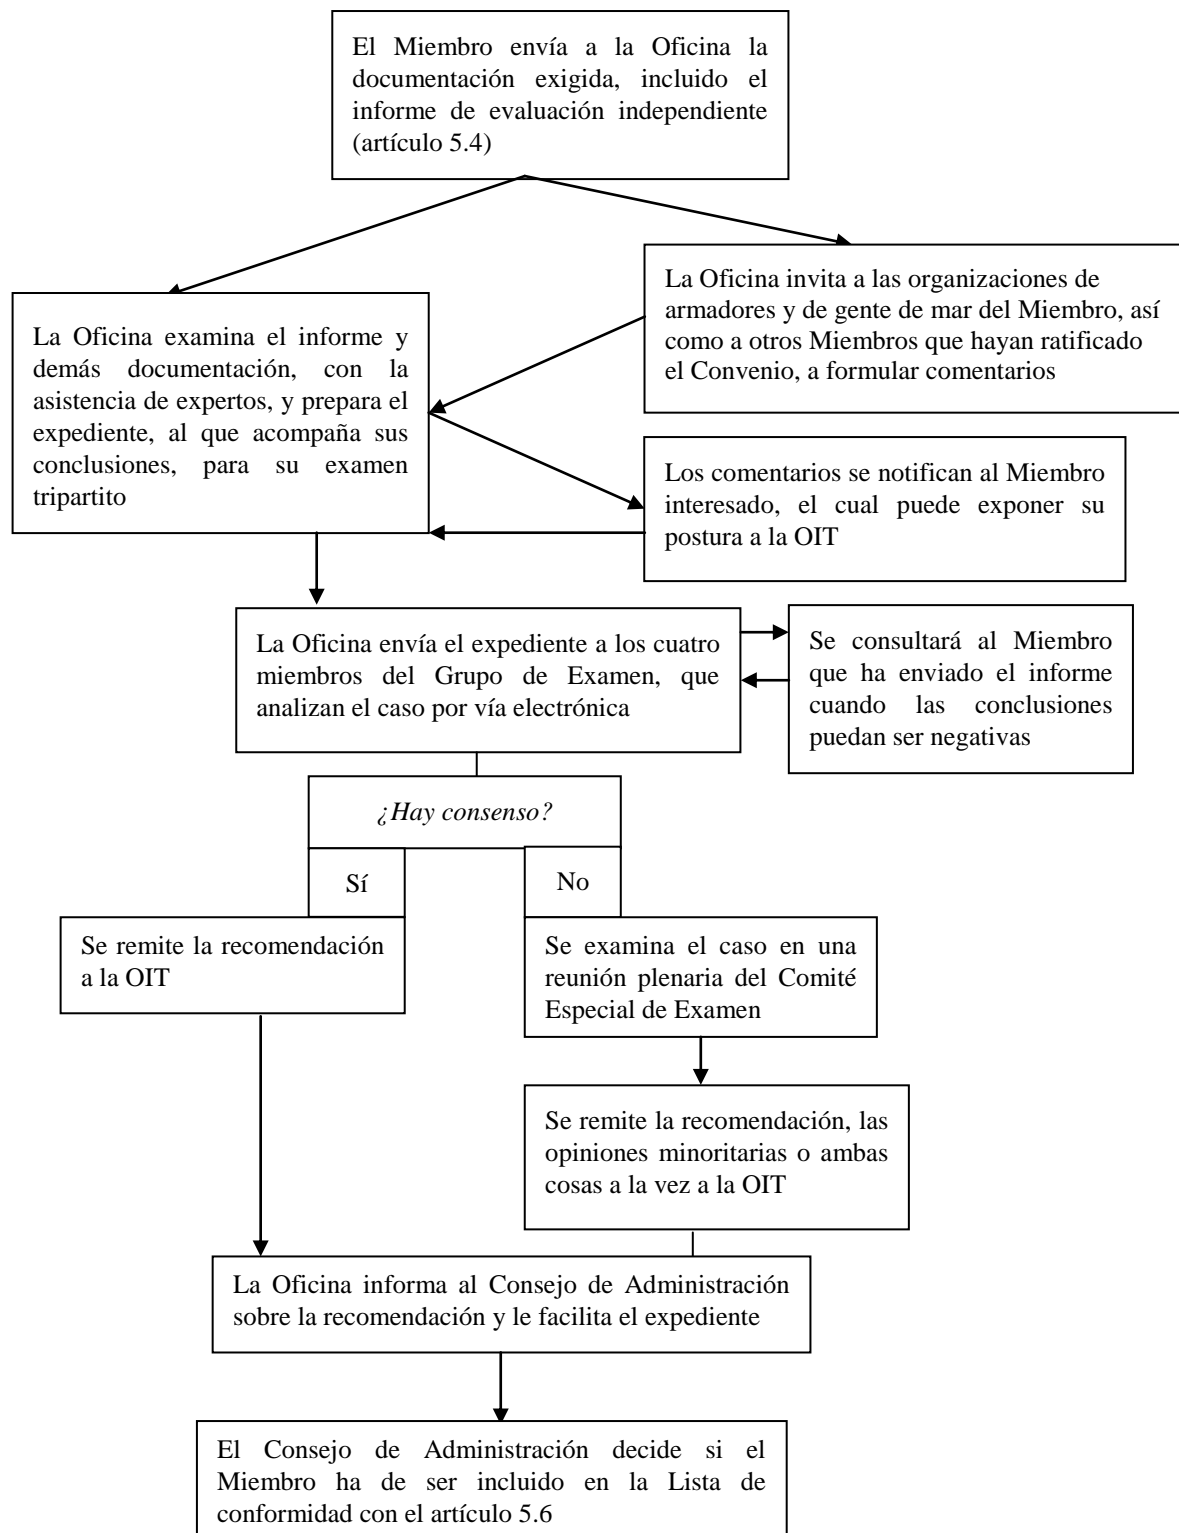 El Miembro envía a la Oficina la
documentación exigida, incluido el
informe de evaluación independiente
(artículo 5.4)
La Oficina invita a las organizaciones de
armadores y de gente de mar del Miembro, así
como a otros Miembros que hayan ratificado
el Convenio, a formular comentarios
La Oficina examina el informe y
demás documentación, con la
asistencia de expertos, y prepara el
expediente, al que acompaña sus
conclusiones, para su examen
tripartito
Los comentarios se notifican al Miembro
interesado, el cual puede exponer su
postura a la OIT
La Oficina envía el expediente a los cuatro
miembros del Grupo de Examen, que
analizan el caso por vía electrónica
Se consultará al Miembro
que ha enviado el informe
cuando las conclusiones
puedan ser negativas
¿Hay consenso?
Sí
No
Se remite la recomendación
a la OIT
Se examina el caso en una
reunión plenaria del Comité
Especial de Examen
Se remite la recomendación, las
opiniones minoritarias o ambas
cosas a la vez a la OIT
La Oficina informa al Consejo de Administración
sobre la recomendación y le facilita el expediente
El Consejo de Administración decide si el
Miembro ha de ser incluido en la Lista de
conformidad con el artículo 5.6